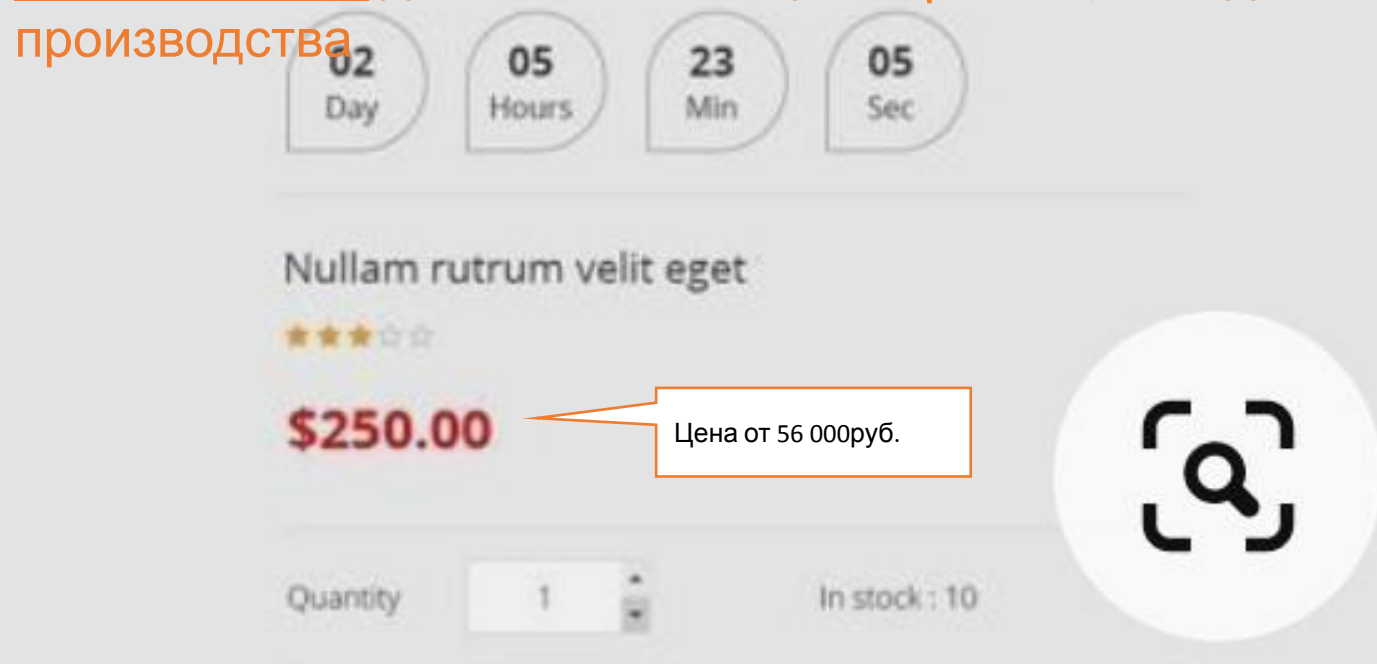 производства
02 05 23 05
Day Hours Min Sec
Nullam rutrum velit eget
$250.00
Цена от 56 000руб.
Quantity 1 In stock : 10